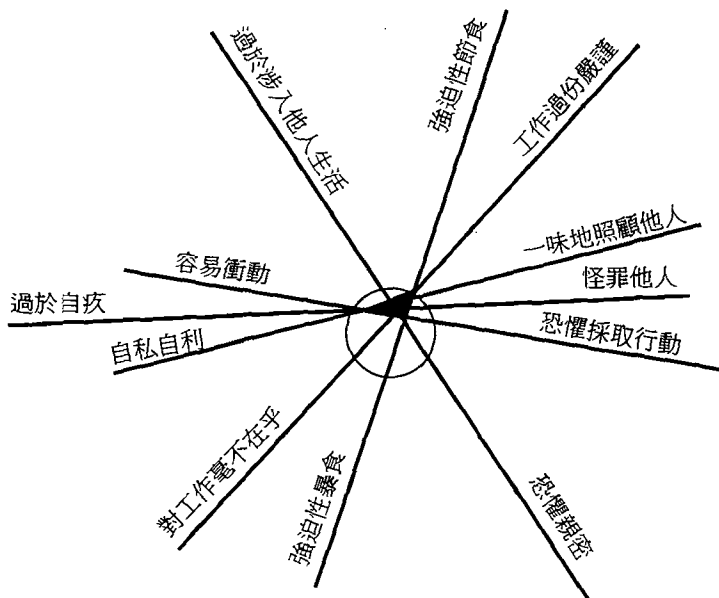 過於涉入他人生活
強迫性節食
工作過份嚴謹
一味地照顧他人
容易衝動
怪罪他人
過於自疚
自私自利
恐懼採取行動
對工作毫不在乎
強迫性暴食
恐懼親密